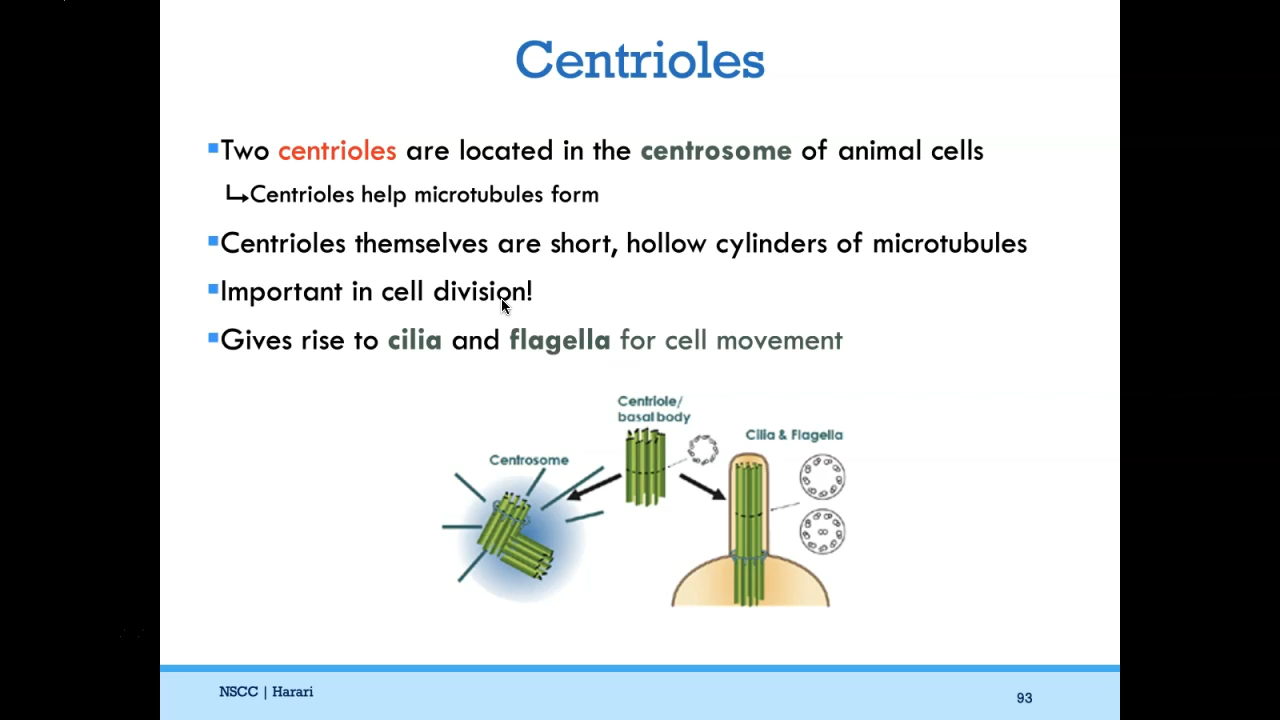 Centrioles
Two centrioles are located in the centrosome of animal cells
Centrioles help microtubules form
Centrioles themselves are short, hollow cylinders of microtubules
Important in cell division!
Gives rise to cilia and flagella for cell movement
Centriole/
basal body
Cilia & Flagella
Centrosome
NSCC | Harari
93